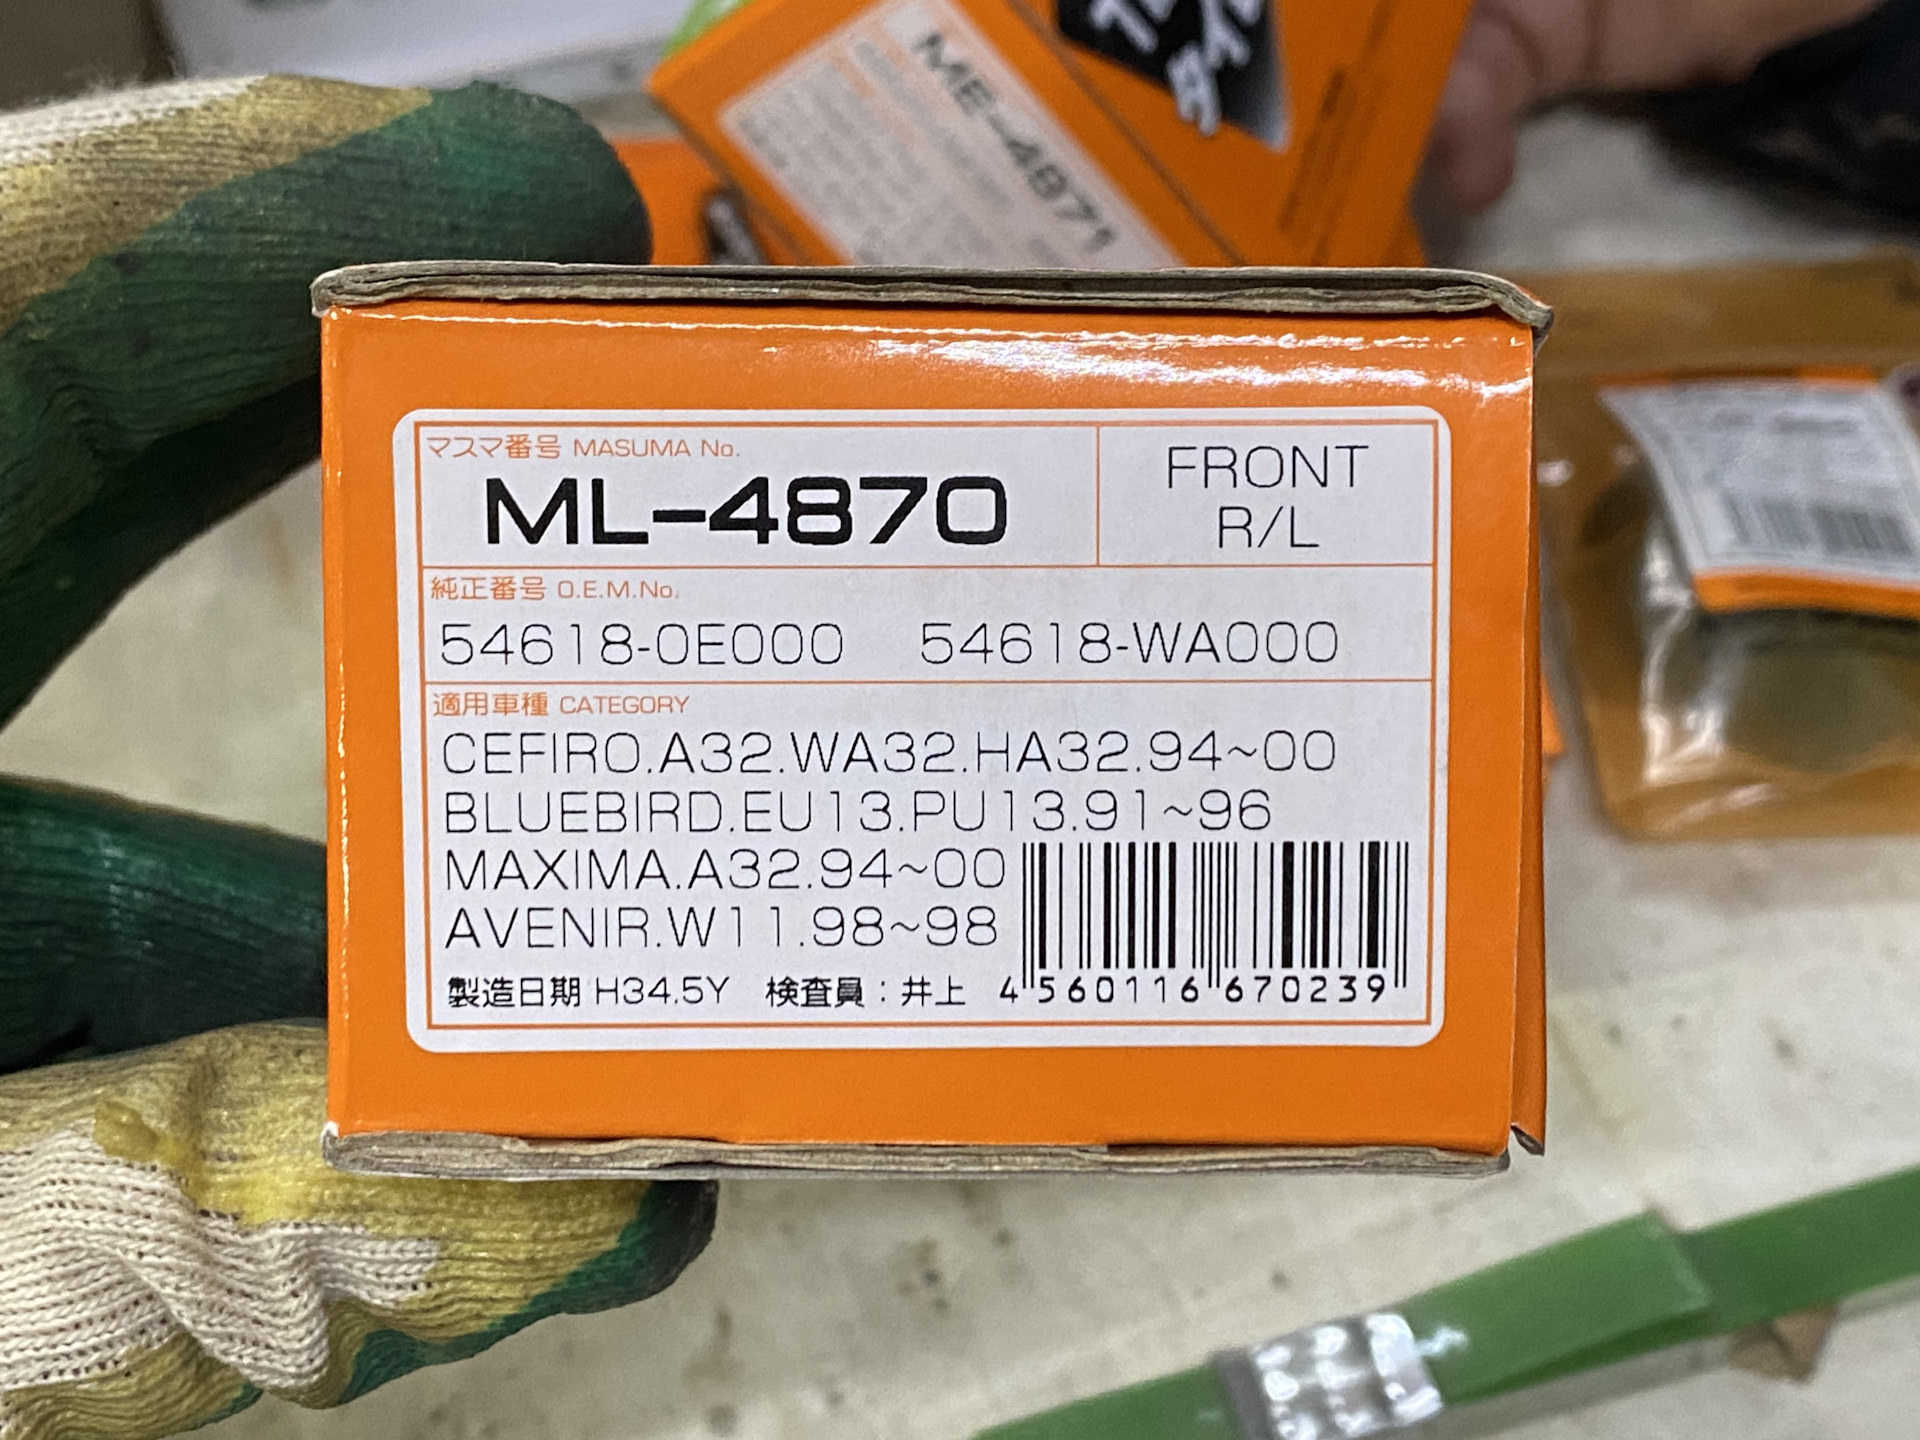 ME-4871
タイ
マスマ番号 MASUMA No.
ML-4870
FRONT
R/L
純正番号 O.E.M.No.
54618-0E000 54618-WA000
適用車種 CATEGORY
CEFIRO.A32.WA32.HA32.94~00
BLUEBIRD.EU13.PU13.91~96
MAXIMA.A32.94~00
AVENIR.W11.98~98
製造日期 H34.5Y 検査員：井上
4560116670239